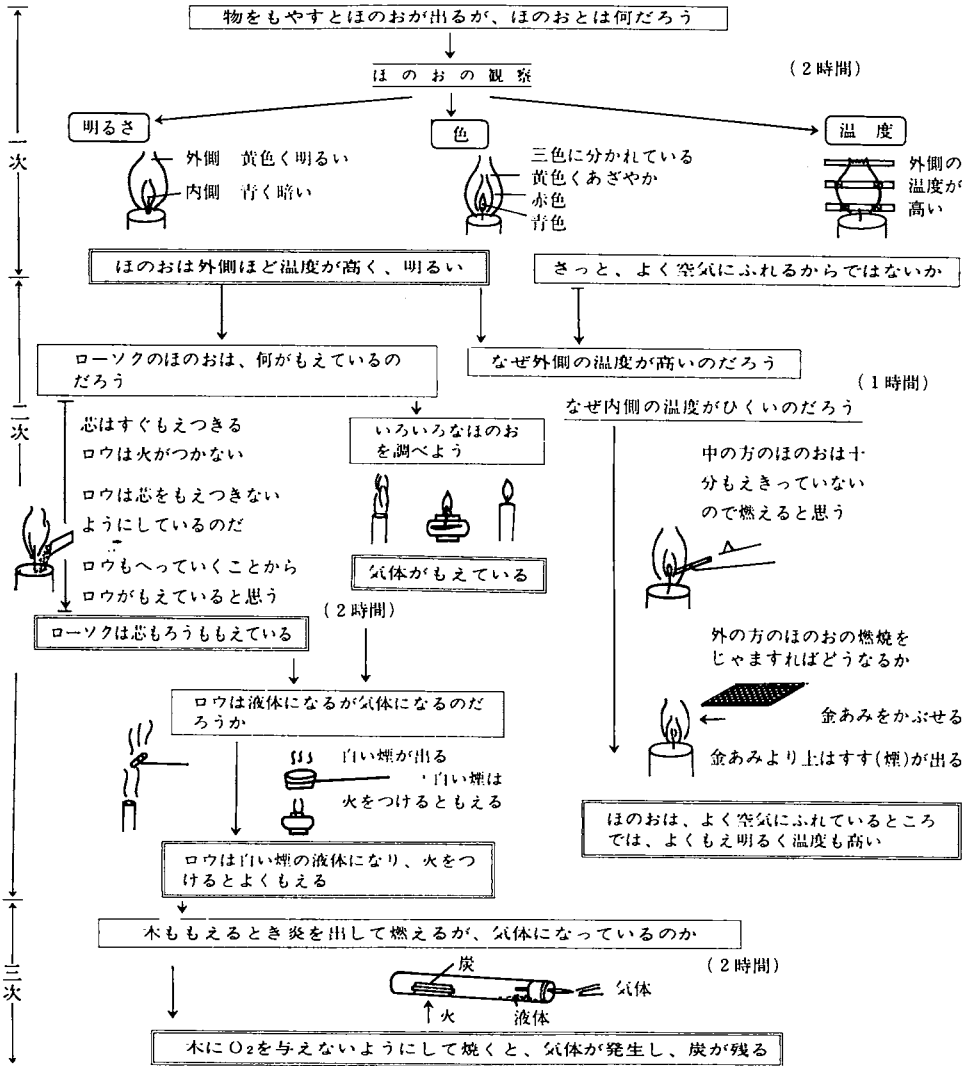 物をもやすとほのおが出るが、ほのおとは何だろう
ほのおの観察
(2時間)
一次
明るさ
外側 黄色く明るい
内側 青く暗い
色
三色に分かれている
黄色くあざやか
赤色
青色
温度
外側の
温度が
高い
ほのおは外側ほど温度が高く、明るい
さっと、よく空気にふれるからではないか
二次
ローソクのほのおは、何がもえているの
だろう
なぜ外側の温度が高いのだろう
(1時間)
なぜ内側の温度がひくいのだろう
芯はすぐもえつきる
ロウは火がつかない
ロウは芯をもえつきない
ようにしているのだ
ロウもへっていくことから
ロウがもえていると思う
いろいろなほのお
を調べよう
気体がもえている
中の方のほのおは十
分もえきっていない
ので燃えると思う
(2時間)
ローソクは芯もろうももえている
外の方のほのおの燃焼を
じゃますればどうなるか
金あみをかぶせる
金あみより上はすす(煙)が出る
ロウは液体になるが気体になるのだ
ろうか
白い煙が出る
白い煙は
火をつけるともえる
ほのおは、よく空気にふれているところ
では、よくもえ明るく温度も高い
ロウは白い煙の液体になり、火をつ
けるとよくもえる
三次
木ももえるとき炎を出して燃えるが、気体になっているのか
(2時間)
炭
気体
火
液体
木にO₂を与えないようにして焼くと、気体が発生し、炭が残る